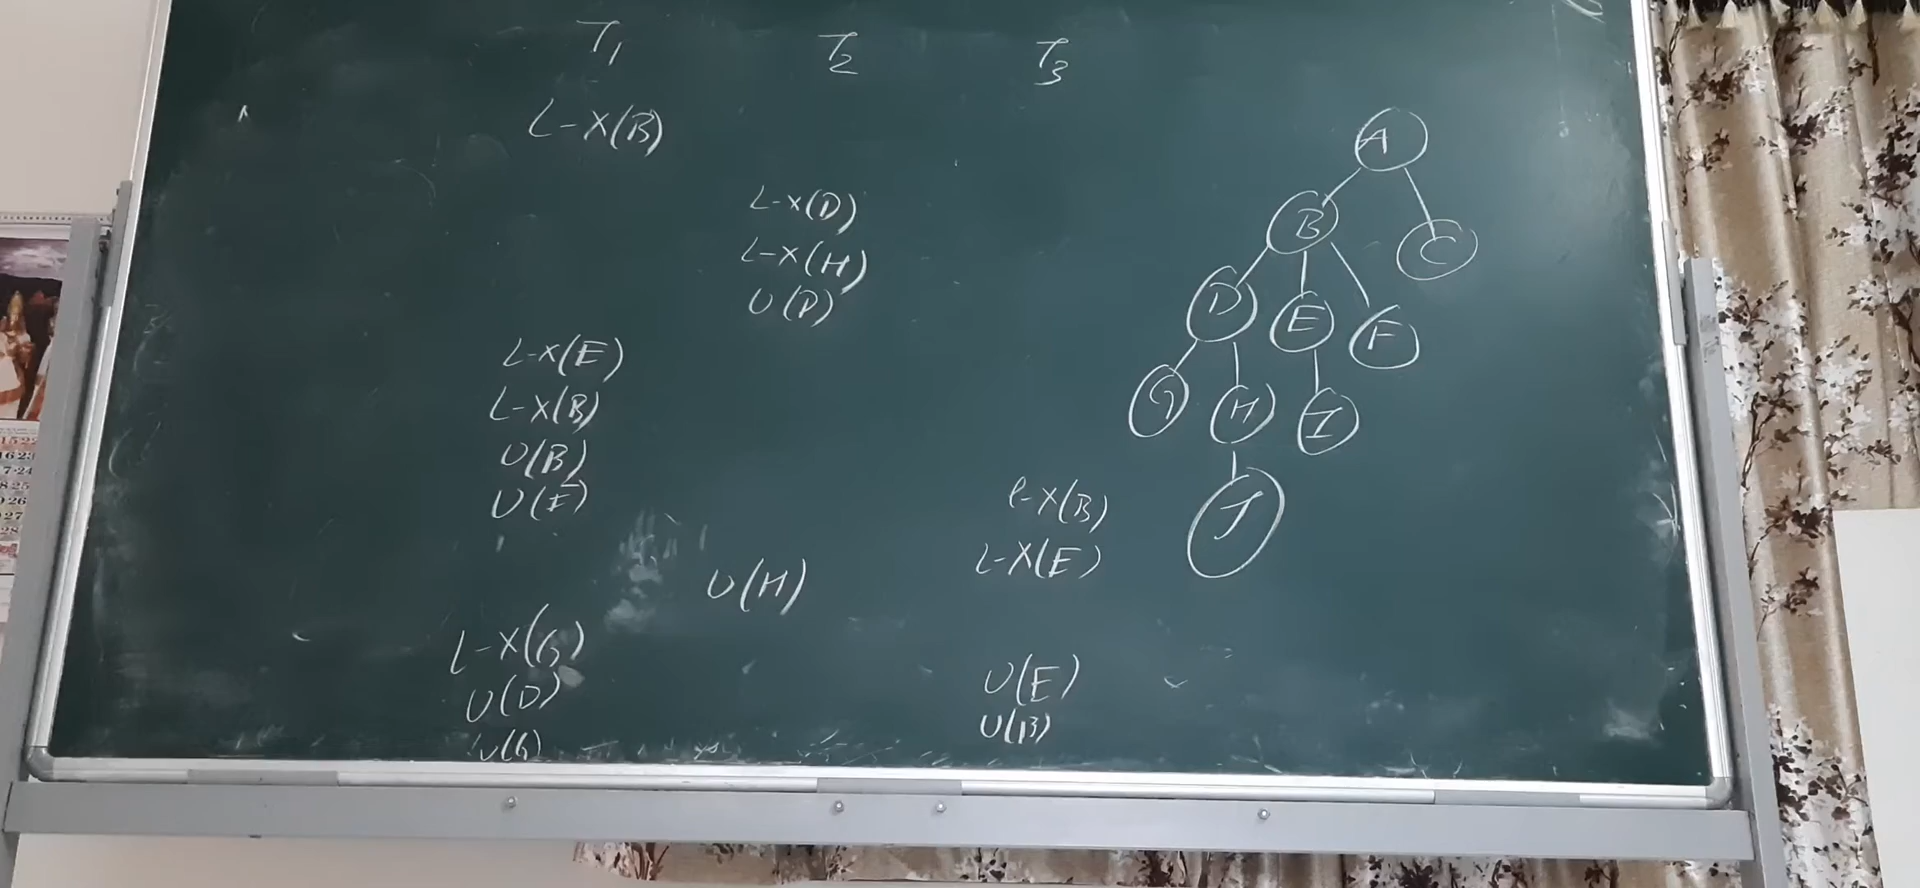 T1 T2 T3
L-X(B)
L-X(D)
L-X(H)
U(D)
L-X(E)
L-X(B)
U(B)
U(E)
L-X(B)
L-X(E)
U(H)
L-X(G)
U(D)
U(G)
U(E)
U(B)
A
B C
D E F
G H I
J